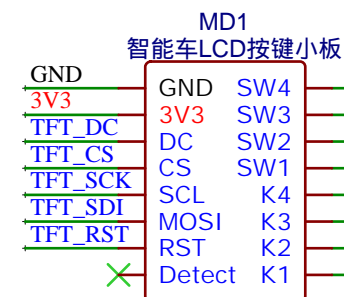 MD1
智能车LCD按键小板
GND GND SW4
3V3 3V3 SW3
TFT_DC DC SW2
TFT_CS CS SW1
TFT_SCK SCL K4
TFT_SDI MOSI K3
TFT_RST RST K2
Detect K1